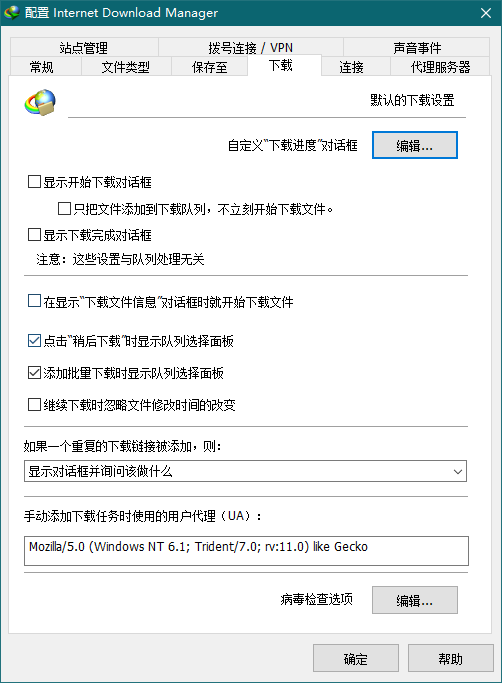 配置 Internet Download Manager
站点管理 拨号连接 / VPN 声音事件
常规 文件类型 保存至 下载 连接 代理服务器
默认的下载设置
自定义"下载进度"对话框 编辑...
显示开始下载对话框
只把文件添加到下载队列，不立刻开始下载文件。
显示下载完成对话框
注意：这些设置与队列处理无关
在显示"下载文件信息"对话框时就开始下载文件
点击"稍后下载"时显示队列选择面板
添加批量下载时显示队列选择面板
继续下载时忽略文件修改时间的改变
如果一个重复的下载链接被添加，则：
显示对话框并询问该做什么
手动添加下载任务时使用的用户代理（UA）：
Mozilla/5.0 (Windows NT 6.1; Trident/7.0; rv:11.0) like Gecko
病毒检查选项 编辑...
确定 帮助